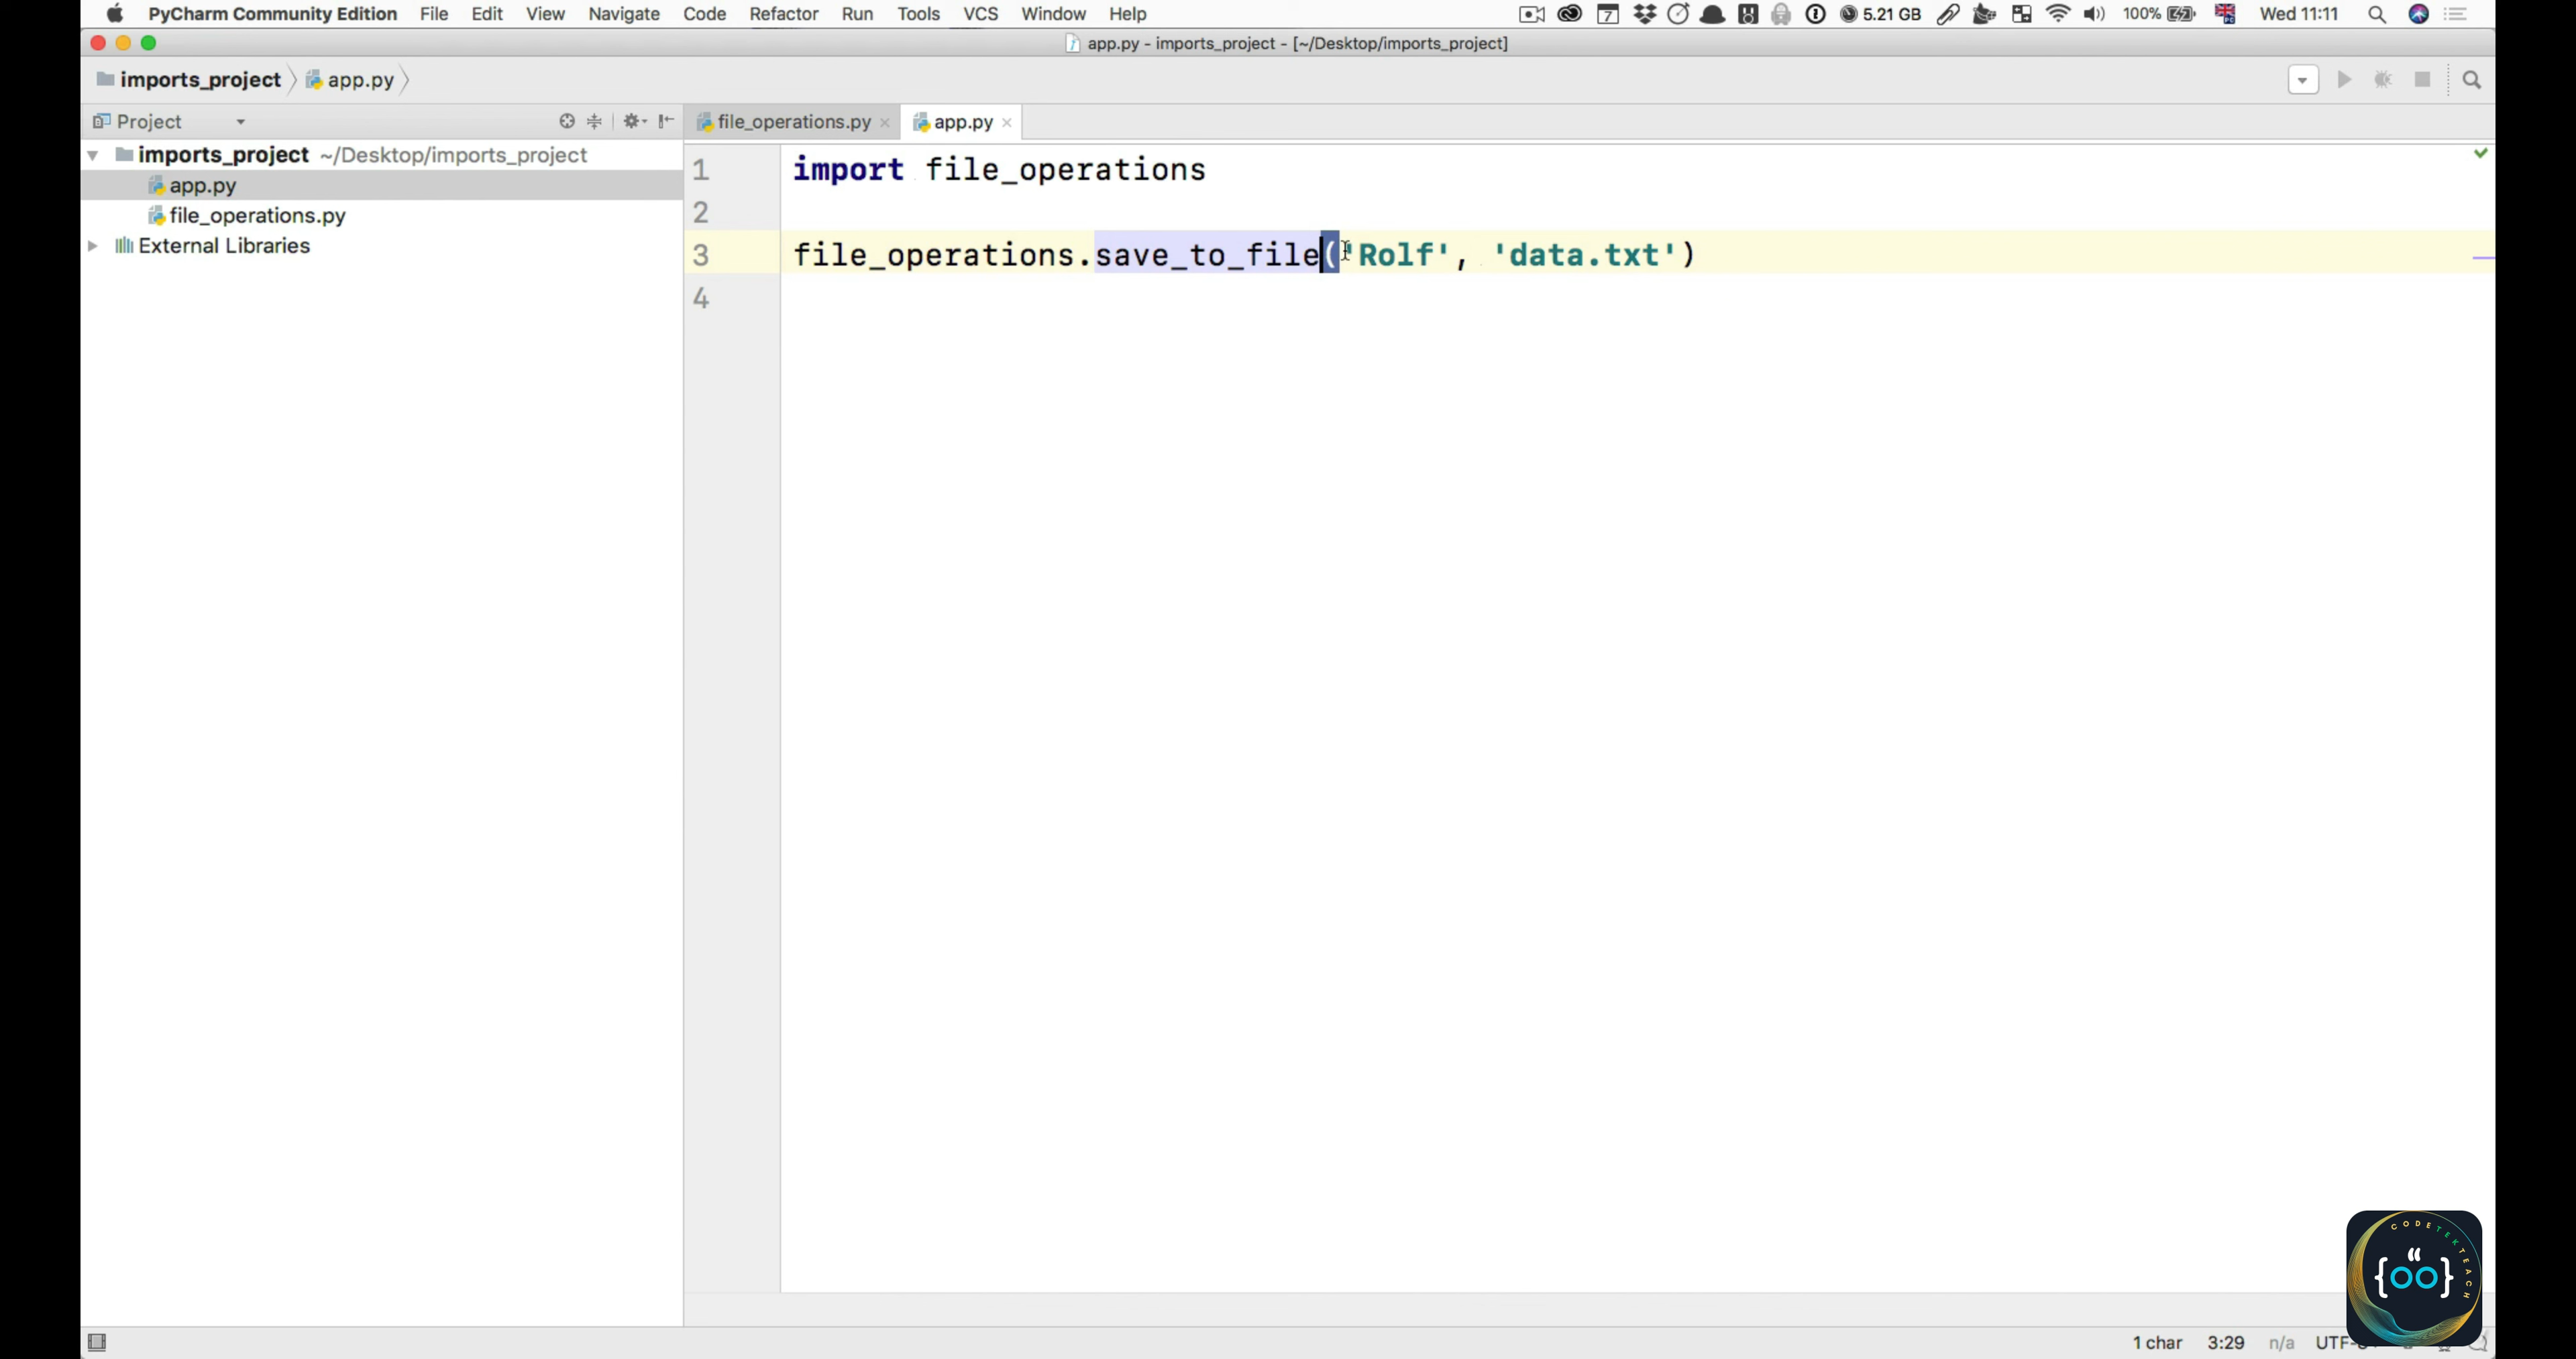 PyCharm Community Edition File Edit View Navigate Code Refactor Run Tools VCS Window Help 7 5.21 GB 100% Wed 11:11
app.py - imports_project - [~/Desktop/imports_project]
imports_project app.py
Project
file_operations.py app.py
imports_project ~/Desktop/imports_project
app.py
file_operations.py
External Libraries
1 import file_operations
2
3 file_operations.save_to_file('Rolf', 'data.txt')
4
CODETEKTEACH
1 char 3:29 n/a